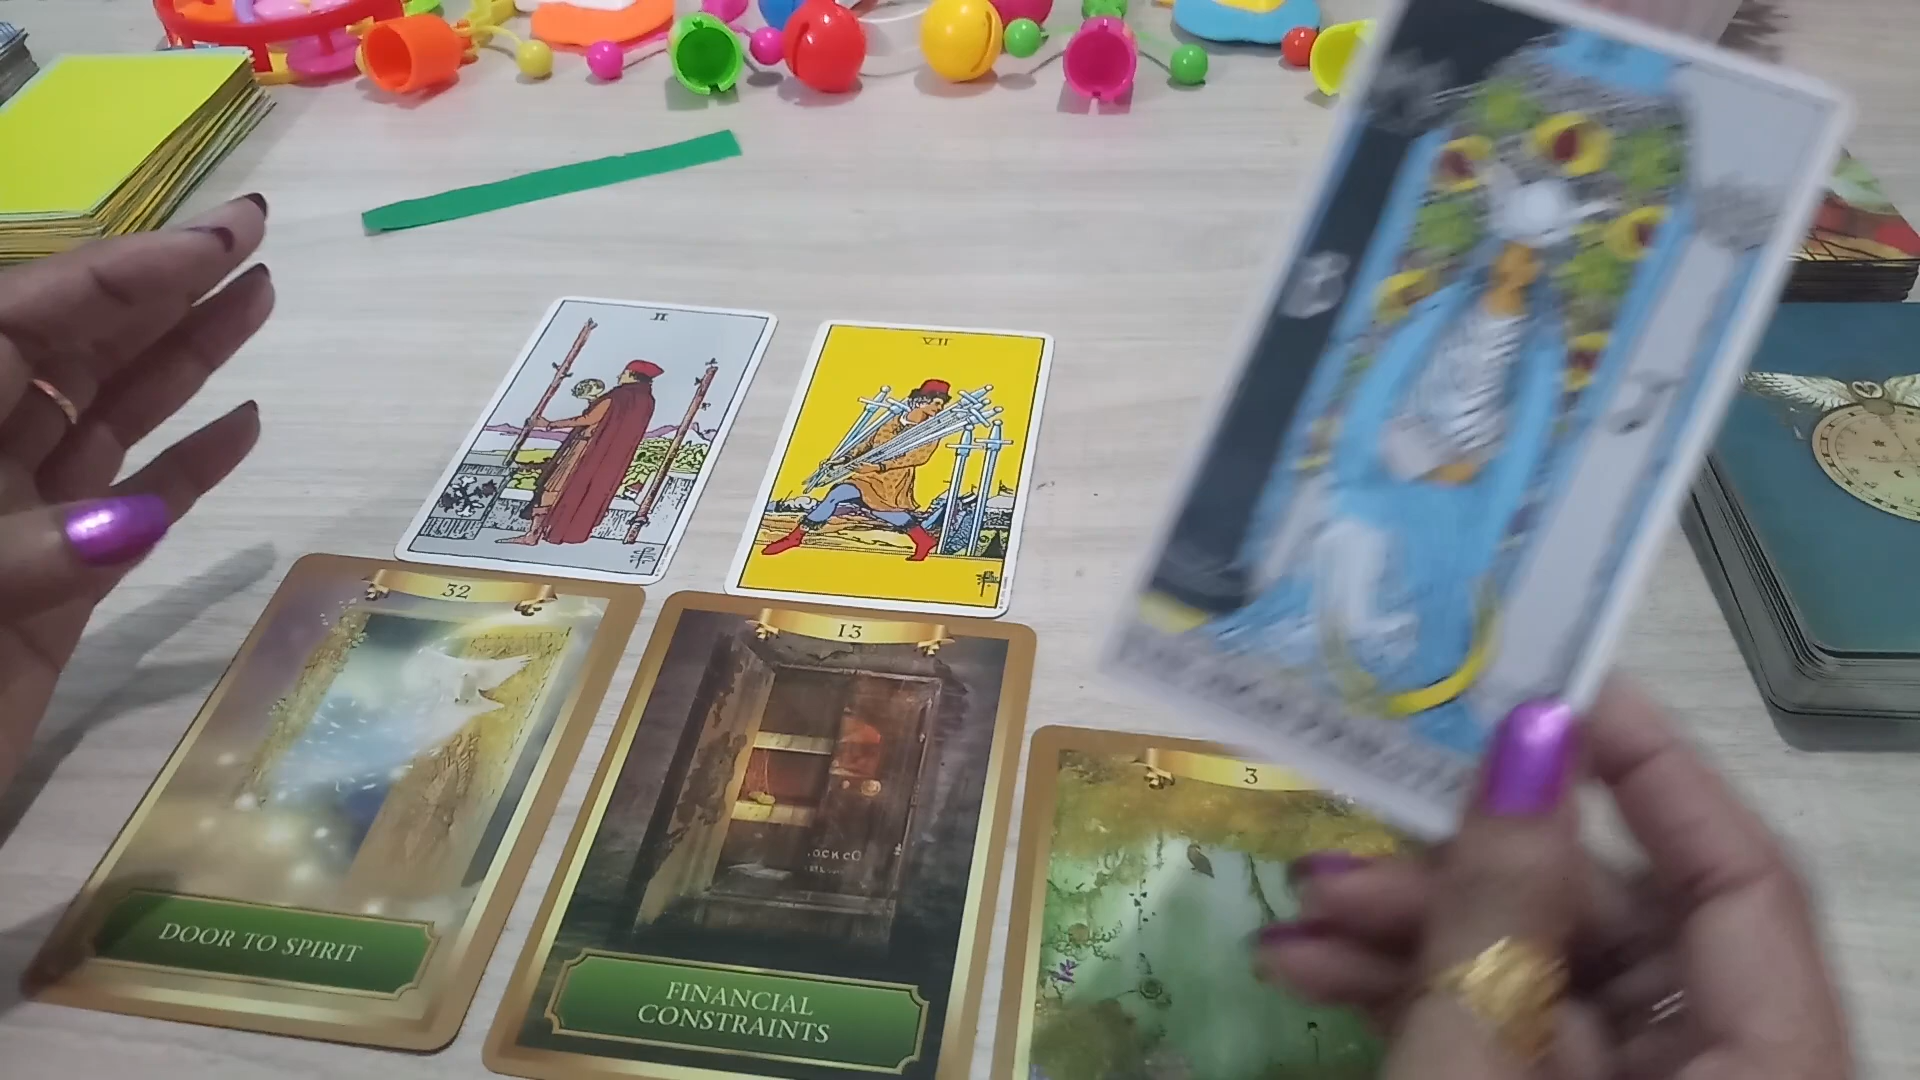 II
VII
B
32
13
3
DOOR TO SPIRIT
FINANCIAL
CONSTRAINTS